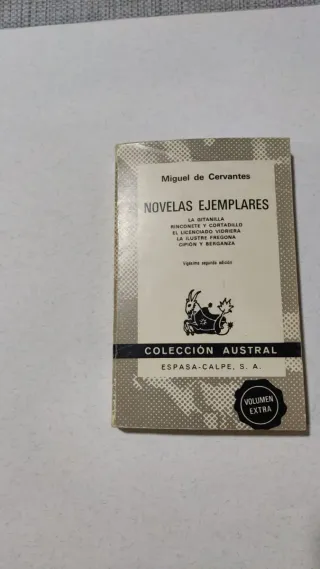 Miguel de Cervantes
NOVELAS EJEMPLARES
LA GITANILLA
RINCONETE Y CORTADILLO
EL LICENCIADO VIDRIERA
LA ILUSTRE FREGONA
CIPIÓN Y BERGANZA
Vigésima segunda edición
COLECCIÓN AUSTRAL
ESPASA-CALPE, S. A.
VOLUMEN
EXTRA